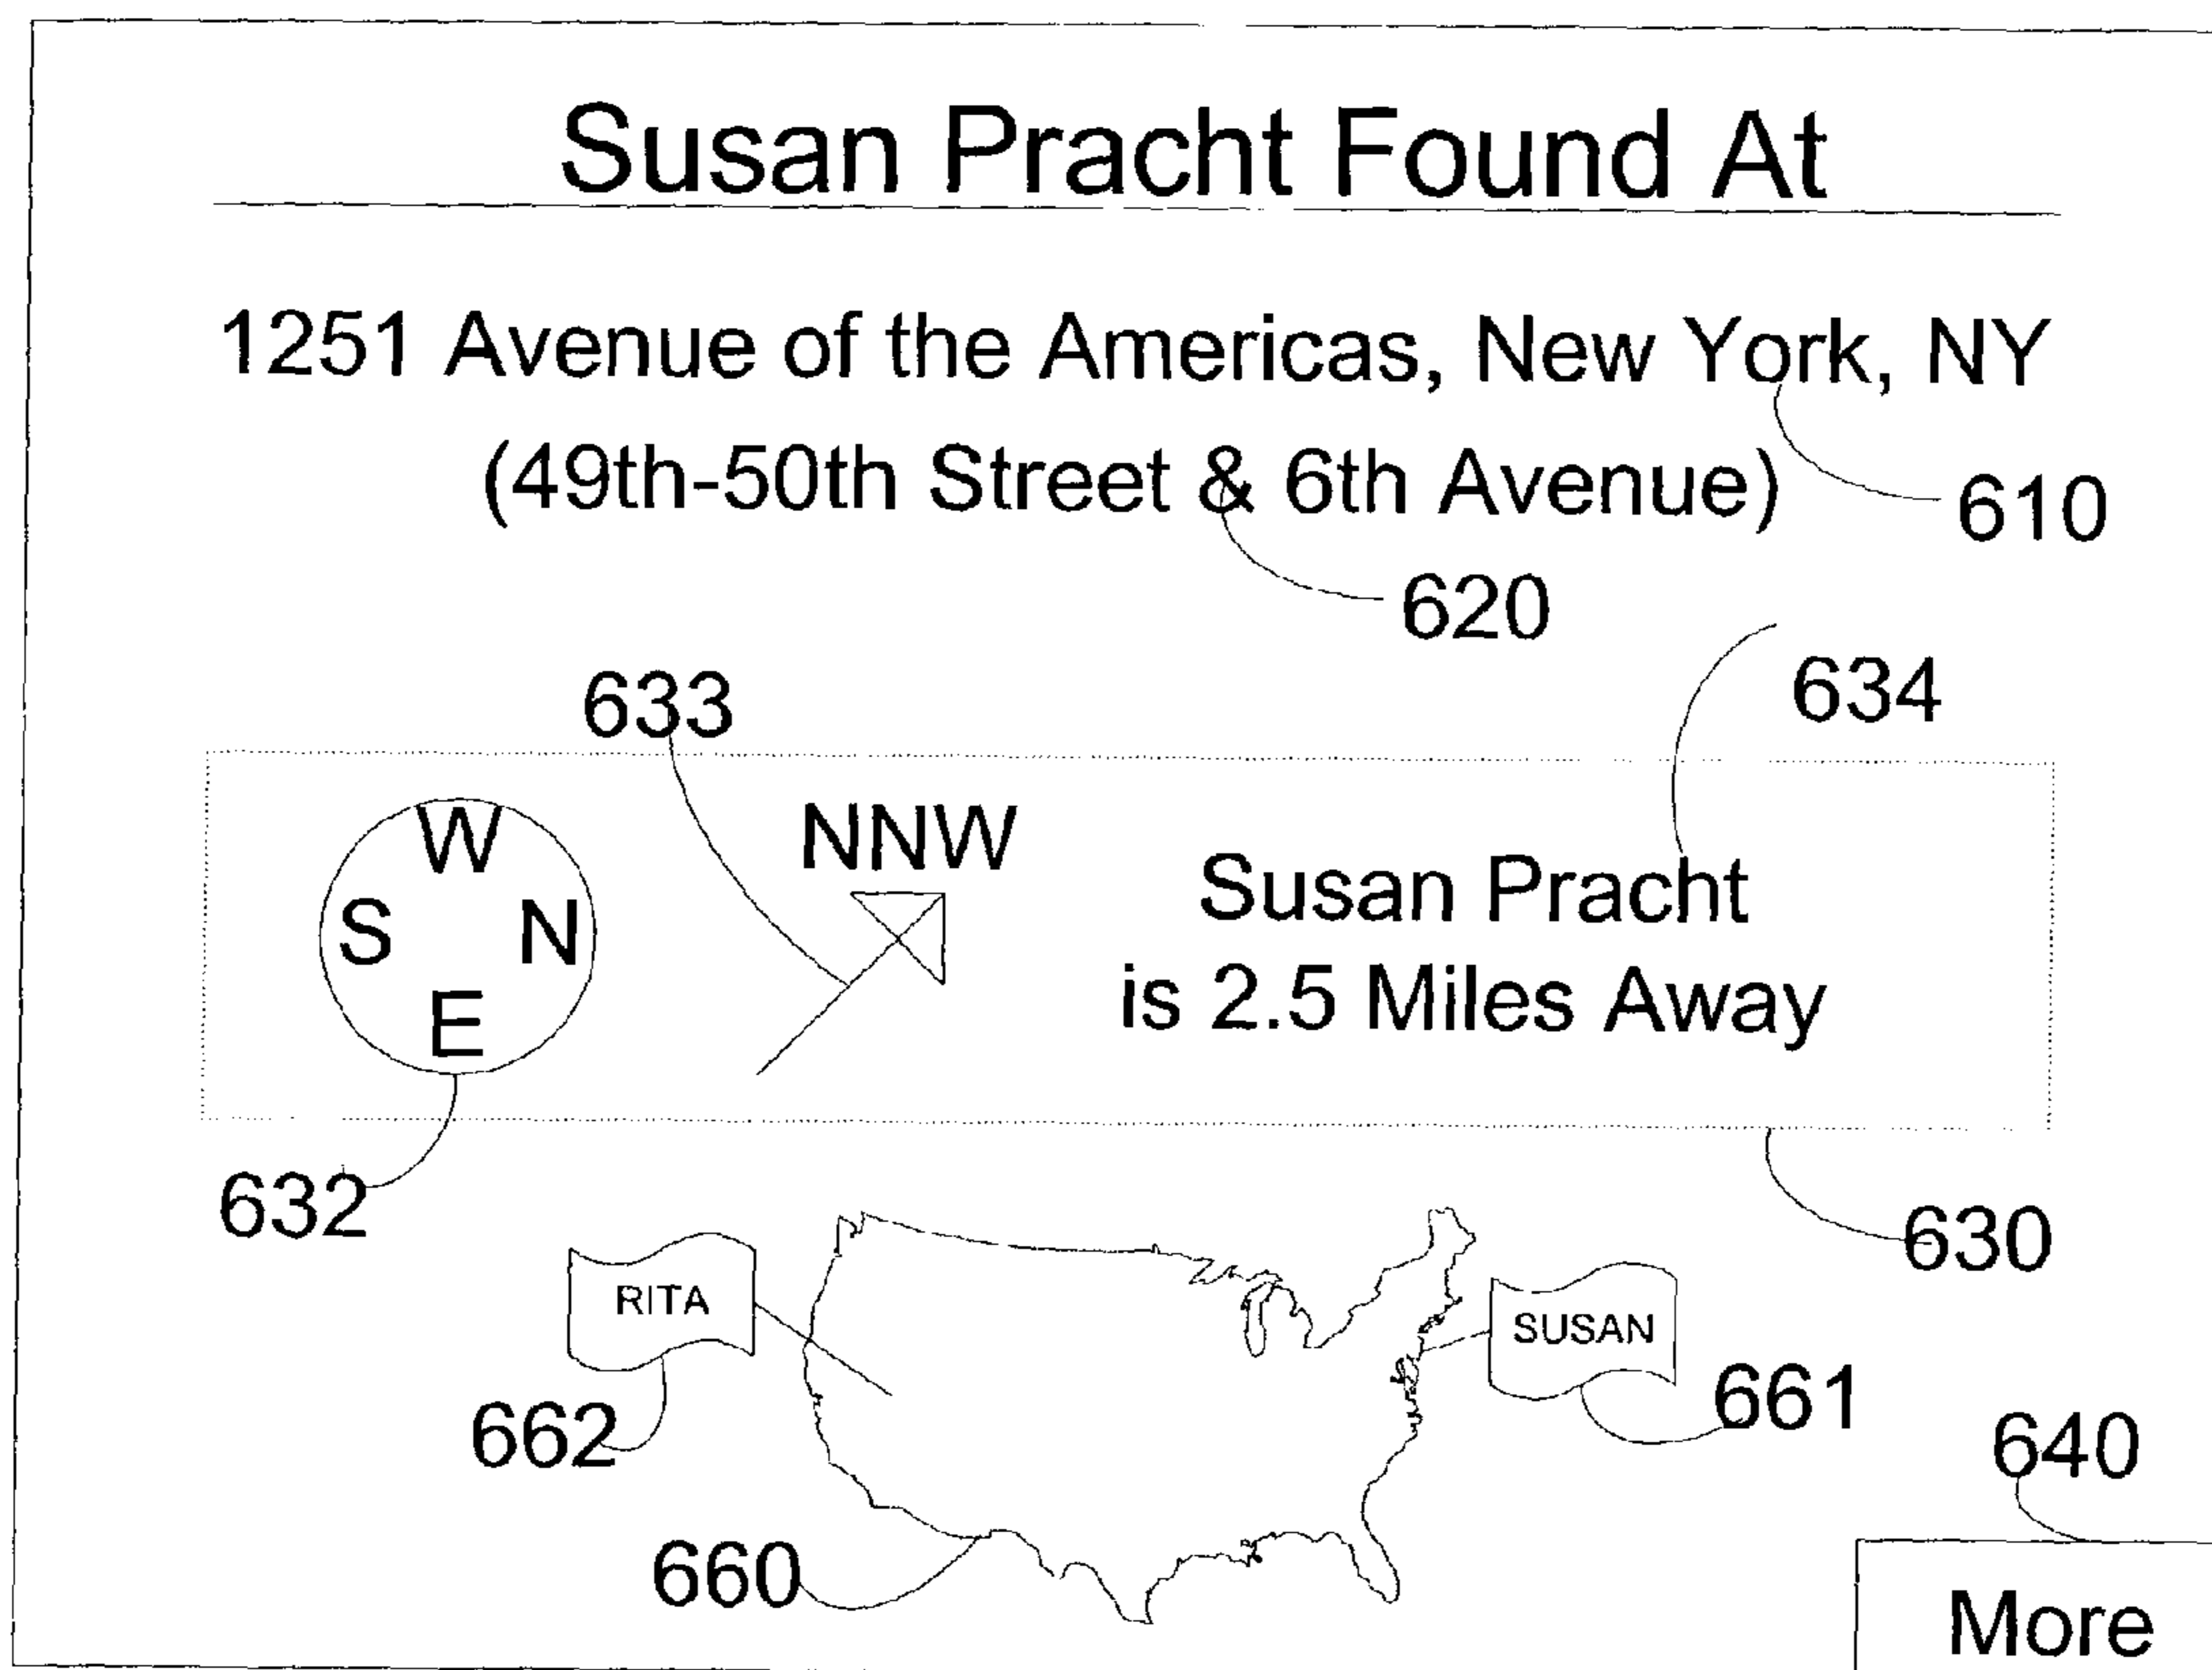 Susan Pracht Found At
1251 Avenue of the Americas, New York, NY
(49th-50th Street & 6th Avenue)
610
620
634
633
W
S N
E
NNW
Susan Pracht
is 2.5 Miles Away
632
630
RITA
SUSAN
662
661
640
660
More